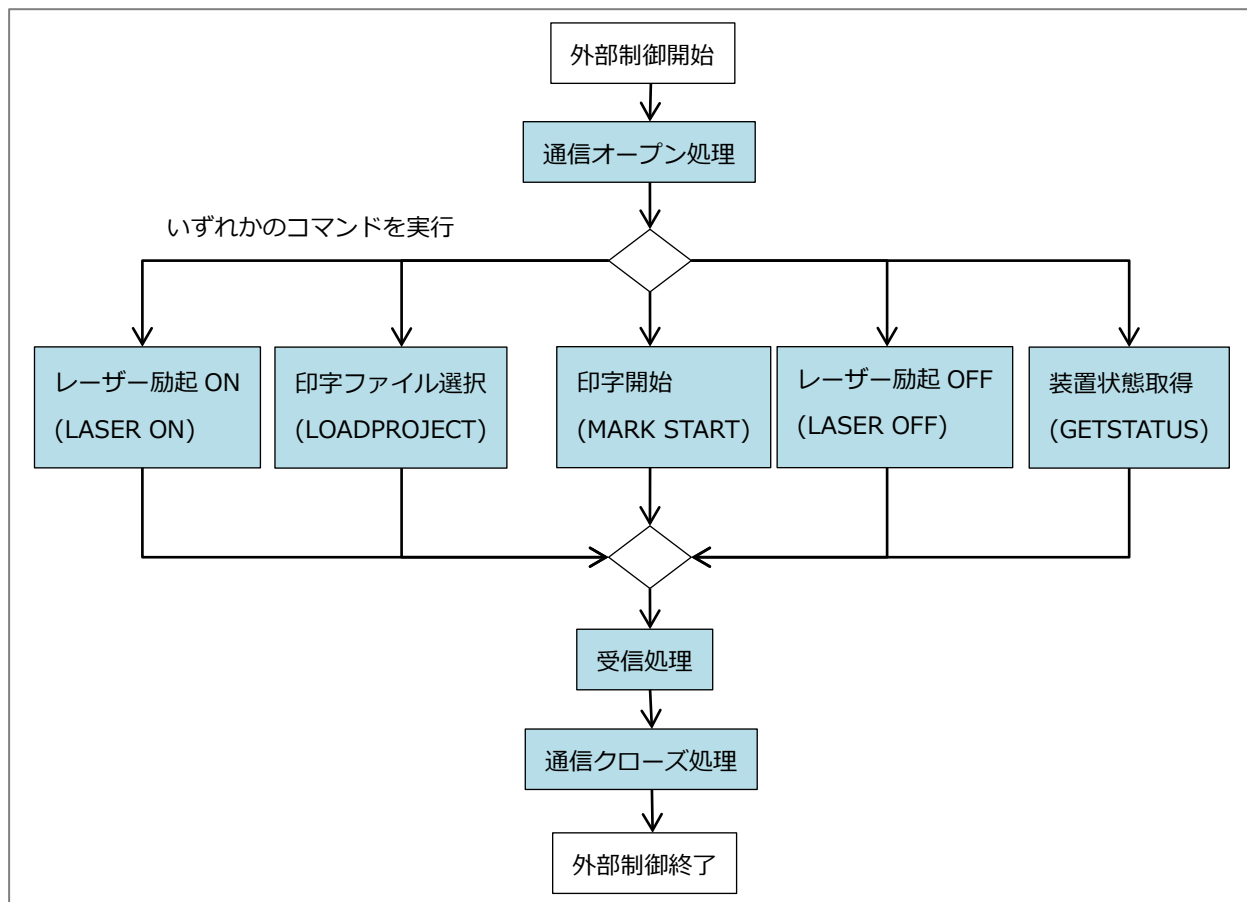 外部制御開始
通信オープン処理
いずれかのコマンドを実行
レーザー励起 ON
(LASER ON)
印字ファイル選択
(LOADPROJECT)
印字開始
(MARK START)
レーザー励起 OFF
(LASER OFF)
装置状態取得
(GETSTATUS)
受信処理
通信クローズ処理
外部制御終了